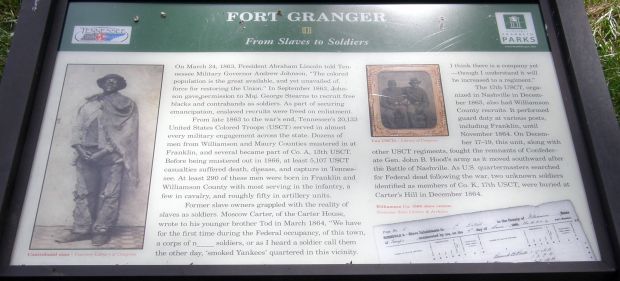 FORT GRANGER
II
From Slaves to Soldiers
TENNESSEE
PARKS
On March 24, 1863, President Abraham Lincoln told Ten-
nessee Military Governor Andrew Johnson, "The colored
population is the great available, and yet unavailed of,
force for restoring the Union." In September 1863, John-
son gave permission to Maj. George Stearns to recruit free
blacks and contrabands as soldiers. As part of securing
emancipation, enslaved recruits were freed on enlistment.
From late 1863 to the war's end, Tennessee's 20,133
United States Colored Troops (USCT) served in almost
every military engagement across the state. Dozens of
men from Williamson and Maury Counties mustered in at
Franklin, and several became part of Co. A, 13th USCT.
Before being mustered out in 1866, at least 5,107 USCT
casualties suffered death, disease, and capture in Tennes-
see. At least 290 of these men were born in Franklin and
Williamson County with most serving in the infantry, a
few in cavalry, and roughly fifty in artillery units.
Former slave owners grappled with the reality of
slaves as soldiers. Moscow Carter, of the Carter House,
wrote to his younger brother Tod in March 1864, "We have
for the first time during the Federal occupation, of this town,
a corps of n____ soldiers, or as I heard a soldier call them
the other day, 'smoked Yankees' quartered in this vicinity.
I think there is a company yet
—though I understand it will
be increased to a regiment."
The 17th USCT, orga-
nized in Nashville in Decem-
ber 1863, also had Williamson
County recruits. It performed
guard duty at various posts,
including Franklin, until
November 1864. On Decem-
ber 17–19, this unit, along with
other USCT regiments, fought the remnants of Confeder-
ate Gen. John B. Hood's army as it moved southward after
the Battle of Nashville. As U.S. quartermasters searched
for Federal dead following the war, two unknown soldiers
identified as members of Co. K, 17th USCT, were buried at
Carter's Hill in December 1864.
Contraband man
Library of Congress